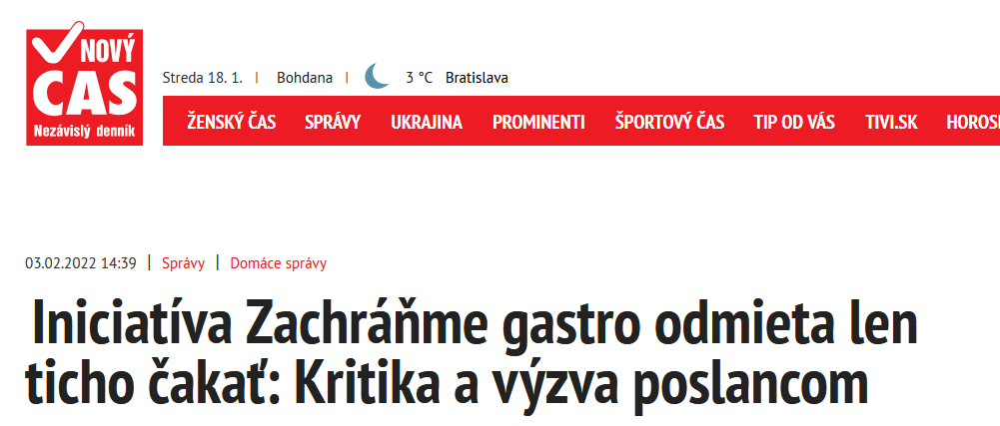 NOVÝ
ČAS
Nezávislý denník
Streda 18. 1. | Bohdana | 3 °C Bratislava
ŽENSKÝ ČAS SPRÁVY UKRAJINA PROMINENTI ŠPORTOVÝ ČAS TIP OD VÁS TIVI.SK HOROS
03.02.2022 14:39 | Správy | Domáce správy
Iniciatíva Zachráňme gastro odmieta len
ticho čakať: Kritika a výzva poslancom